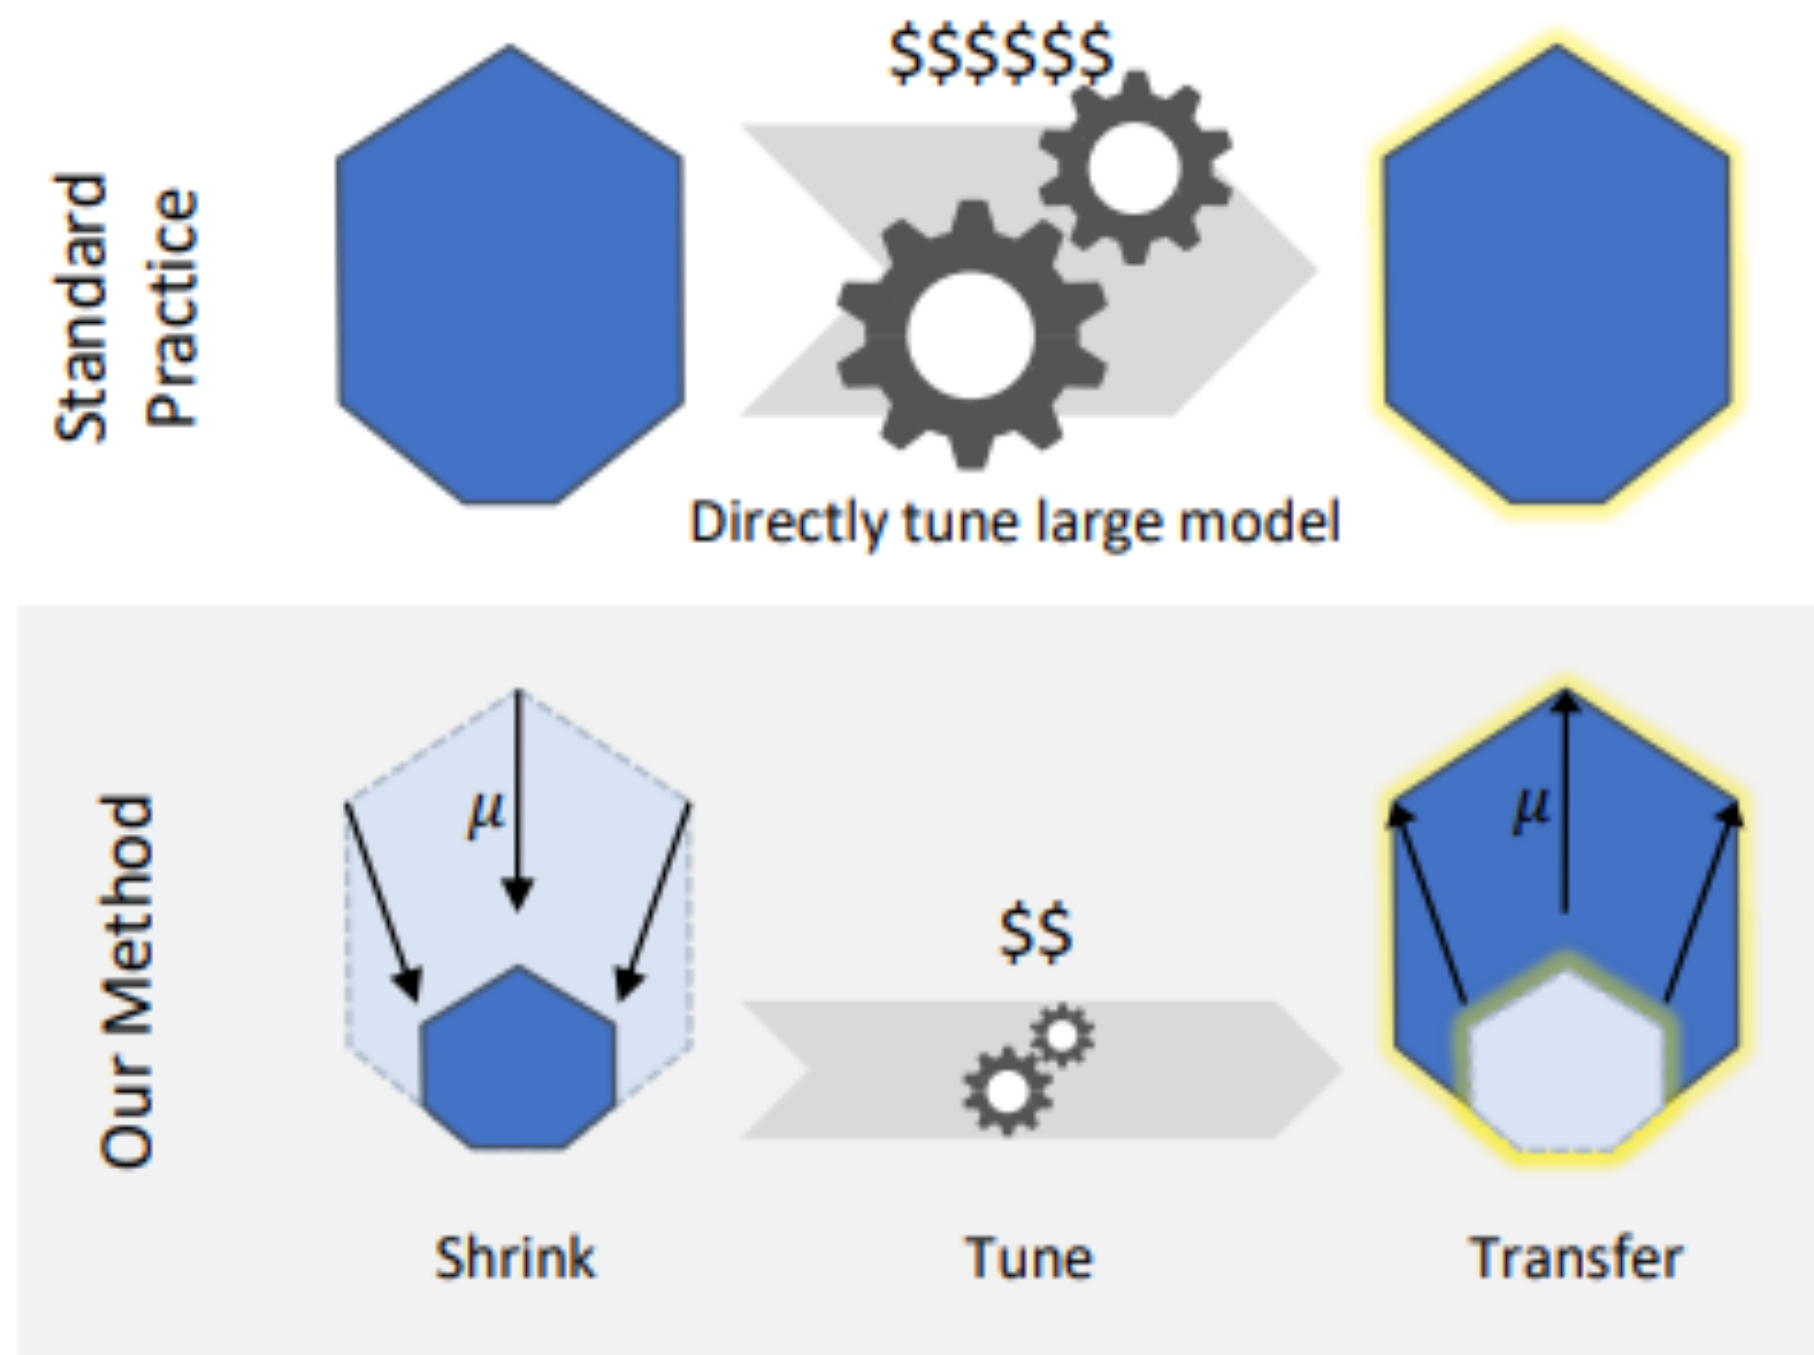 Standard
Practice
$$$$$$
Directly tune large model
Our Method
μ
$$
μ
Shrink
Tune
Transfer